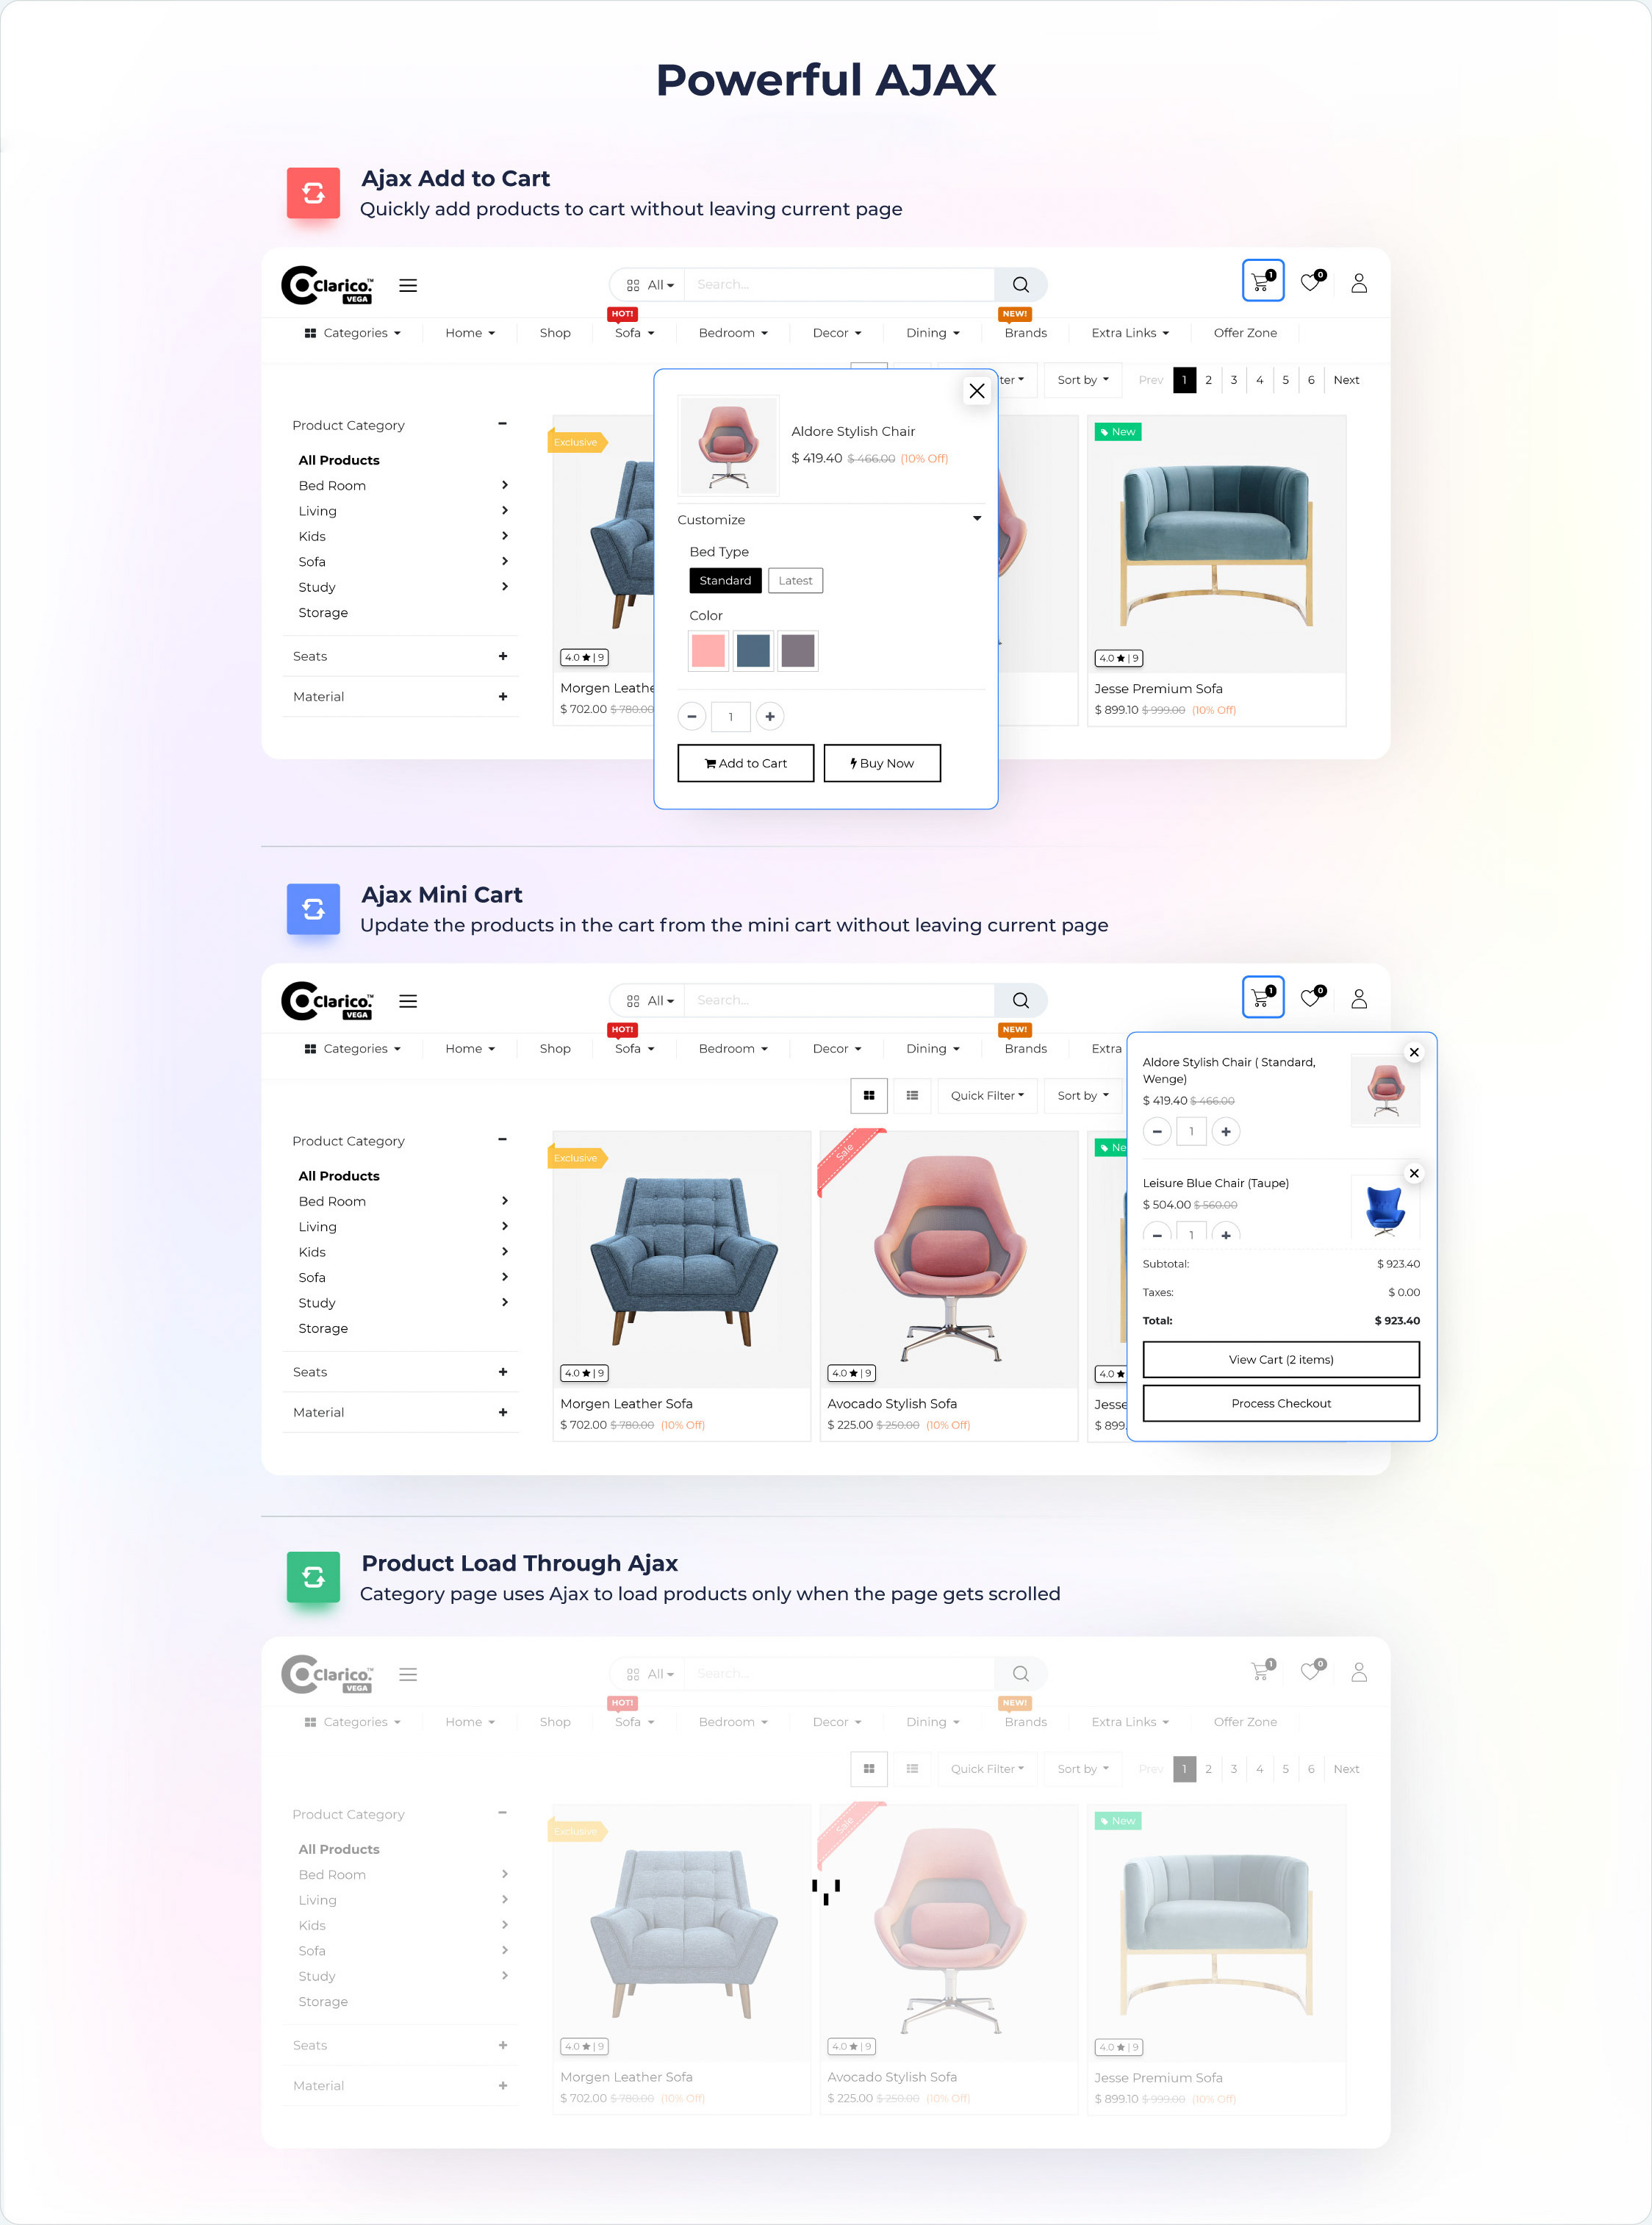 Powerful AJAX
Ajax Add to Cart
Quickly add products to cart without leaving current page
Clarico.™
VEGA
All
Search...
1
0
HOT!
NEW!
Categories Home Shop Sofa Bedroom Decor Dining Brands Extra Links Offer Zone
ter Sort by Prev 1 2 3 4 5 6 Next
Product Category
All Products
Bed Room
Living
Kids
Sofa
Study
Storage
Seats
Material
Exclusive
4.0 ★ | 9
Morgen Leathe
$ 702.00 $ 780.00
Aldore Stylish Chair
$ 419.40 $ 466.00 (10% Off)
Customize
Bed Type
Standard Latest
Color
1
Add to Cart Buy Now
New
4.0 ★ | 9
Jesse Premium Sofa
$ 899.10 $ 999.00 (10% Off)
Ajax Mini Cart
Update the products in the cart from the mini cart without leaving current page
Clarico.™
VEGA
All
Search...
1
0
HOT!
NEW!
Categories Home Shop Sofa Bedroom Decor Dining Brands Extra
Quick Filter Sort by
Product Category
All Products
Bed Room
Living
Kids
Sofa
Study
Storage
Seats
Material
Exclusive
4.0 ★ | 9
Morgen Leather Sofa
$ 702.00 $ 780.00 (10% Off)
Sale
4.0 ★ | 9
Avocado Stylish Sofa
$ 225.00 $ 250.00 (10% Off)
Ne
4.0 ★
Jesse
$ 899.
Aldore Stylish Chair ( Standard,
Wenge)
$ 419.40 $ 466.00
1
Leisure Blue Chair (Taupe)
$ 504.00 $ 560.00
1
Subtotal: $ 923.40
Taxes: $ 0.00
Total: $ 923.40
View Cart (2 items)
Process Checkout
Product Load Through Ajax
Category page uses Ajax to load products only when the page gets scrolled
Clarico.™
VEGA
All
Search...
1
0
HOT!
NEW!
Categories Home Shop Sofa Bedroom Decor Dining Brands Extra Links Offer Zone
Quick Filter Sort by Prev 1 2 3 4 5 6 Next
Product Category
All Products
Bed Room
Living
Kids
Sofa
Study
Storage
Seats
Material
Exclusive
4.0 ★ | 9
Morgen Leather Sofa
$ 702.00 $ 780.00 (10% Off)
Sale
4.0 ★ | 9
Avocado Stylish Sofa
$ 225.00 $ 250.00 (10% Off)
New
4.0 ★ | 9
Jesse Premium Sofa
$ 899.10 $ 999.00 (10% Off)